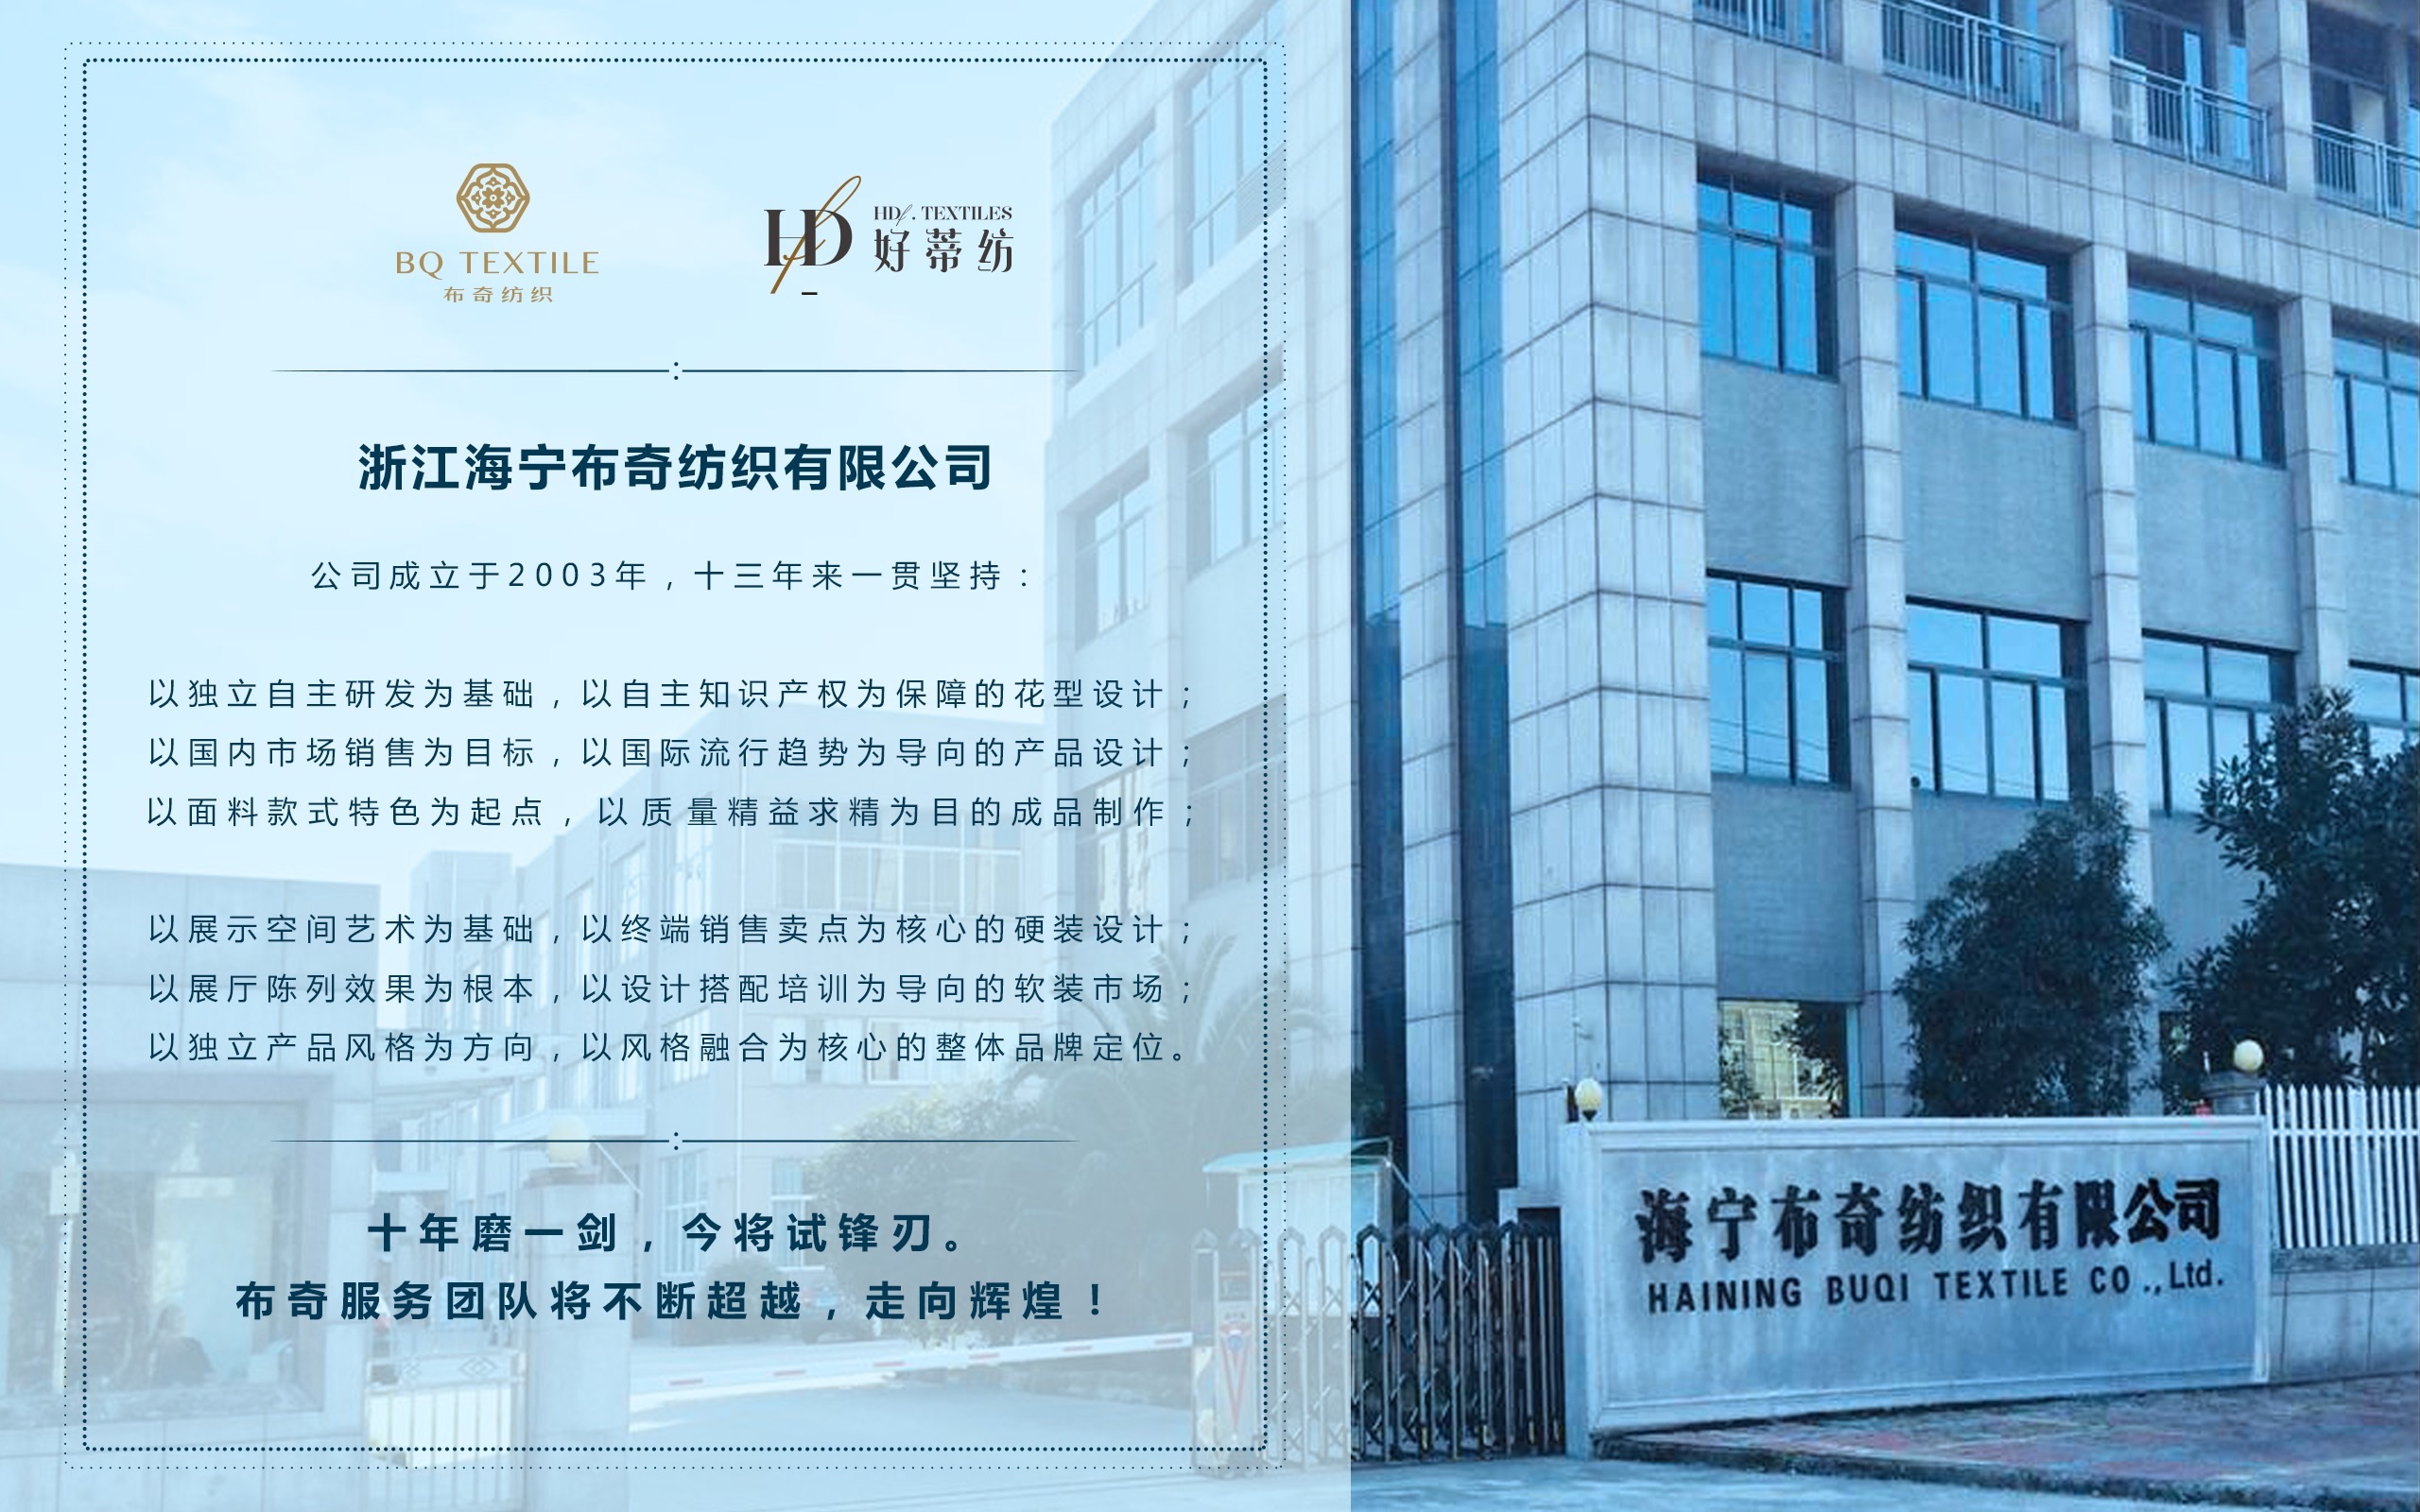 BQ TEXTILE
布奇纺织
HDf. TEXTILES
好蒂纺
浙江海宁布奇纺织有限公司
公司成立于2003年，十三年来一贯坚持：
以独立自主研发为基础，以自主知识产权为保障的花型设计；
以国内市场销售为目标，以国际流行趋势为导向的产品设计；
以面料款式特色为起点，以质量精益求精为目的成品制作；
以展示空间艺术为基础，以终端销售卖点为核心的硬装设计；
以展厅陈列效果为根本，以设计搭配培训为导向的软装市场；
以独立产品风格为方向，以风格融合为核心的整体品牌定位。
十年磨一剑，今将试锋刃。
布奇服务团队将不断超越，走向辉煌！
海宁布奇纺织有限公司
HAINING BUQI TEXTILE CO.,Ltd.